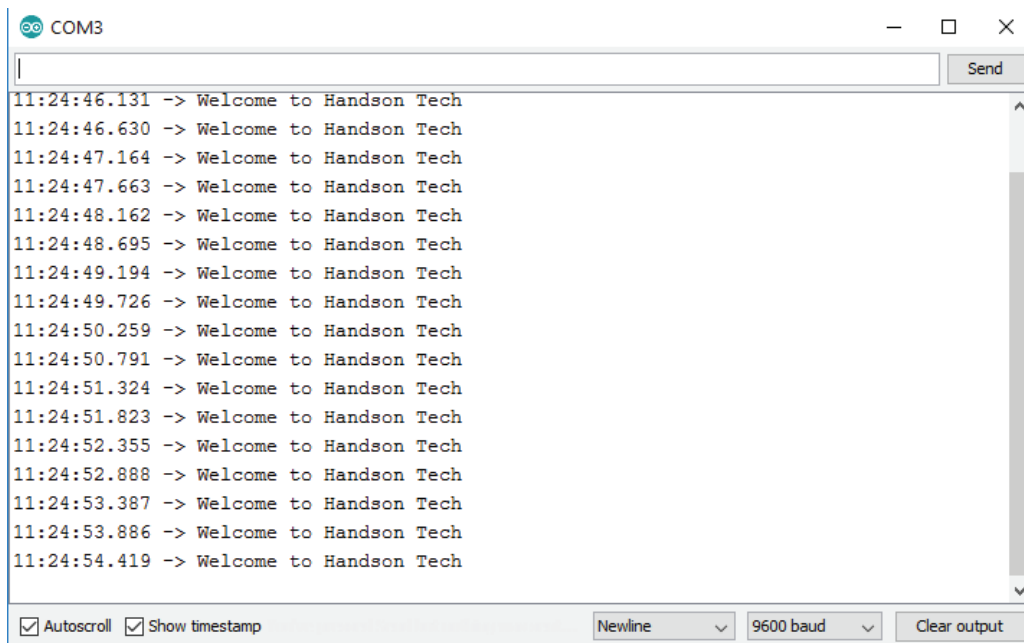 COM3
Send
11:24:46.131 -> Welcome to Handson Tech
11:24:46.630 -> Welcome to Handson Tech
11:24:47.164 -> Welcome to Handson Tech
11:24:47.663 -> Welcome to Handson Tech
11:24:48.162 -> Welcome to Handson Tech
11:24:48.695 -> Welcome to Handson Tech
11:24:49.194 -> Welcome to Handson Tech
11:24:49.726 -> Welcome to Handson Tech
11:24:50.259 -> Welcome to Handson Tech
11:24:50.791 -> Welcome to Handson Tech
11:24:51.324 -> Welcome to Handson Tech
11:24:51.823 -> Welcome to Handson Tech
11:24:52.355 -> Welcome to Handson Tech
11:24:52.888 -> Welcome to Handson Tech
11:24:53.387 -> Welcome to Handson Tech
11:24:53.886 -> Welcome to Handson Tech
11:24:54.419 -> Welcome to Handson Tech
Autoscroll Show timestamp Newline 9600 baud Clear output